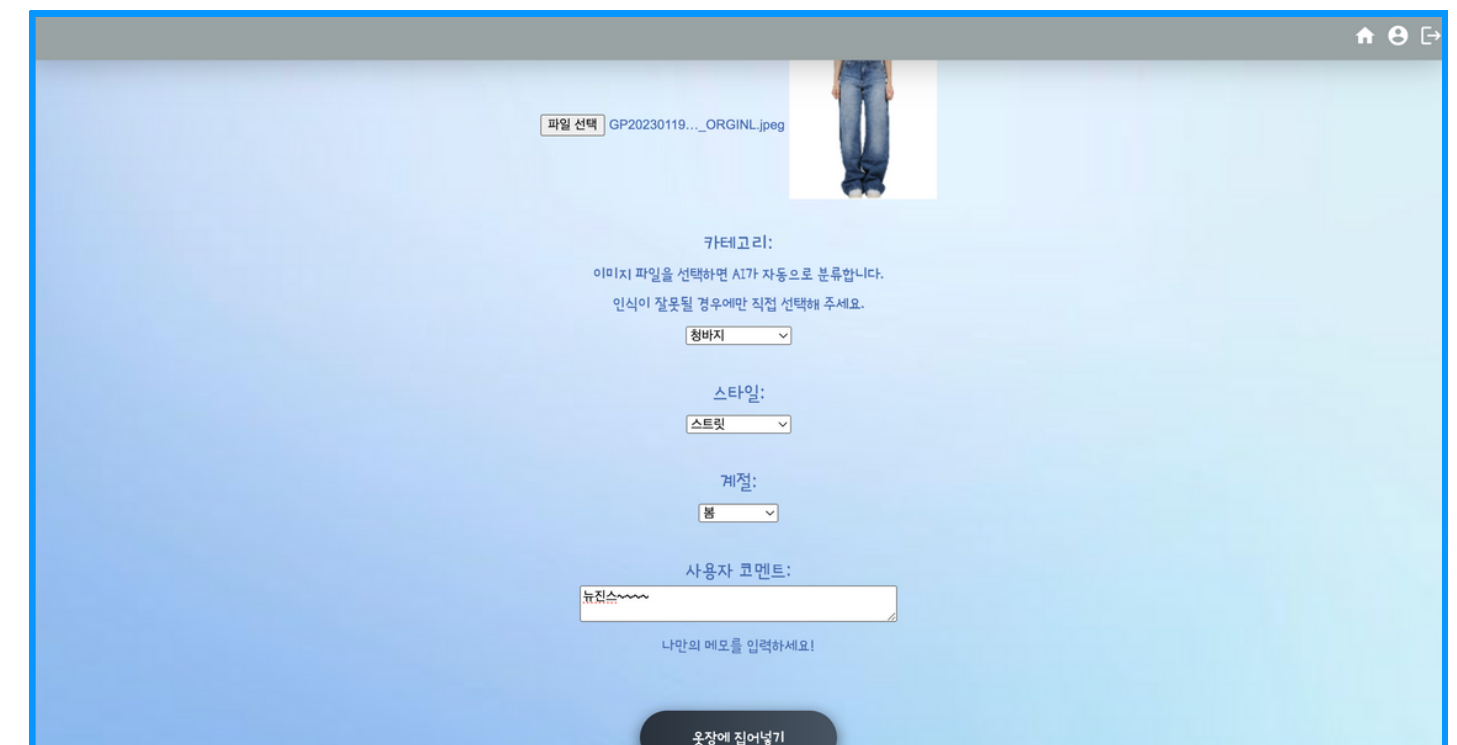 파일 선택 GP20230119..._ORGINL.jpeg
카테고리:
이미지 파일을 선택하면 AI가 자동으로 분류합니다.
인식이 잘못될 경우에만 직접 선택해 주세요.
청바지
스타일:
스트릿
계절:
봄
사용자 코멘트:
뉴진스~~~~
나만의 메모를 입력하세요!
옷장에 집어넣기